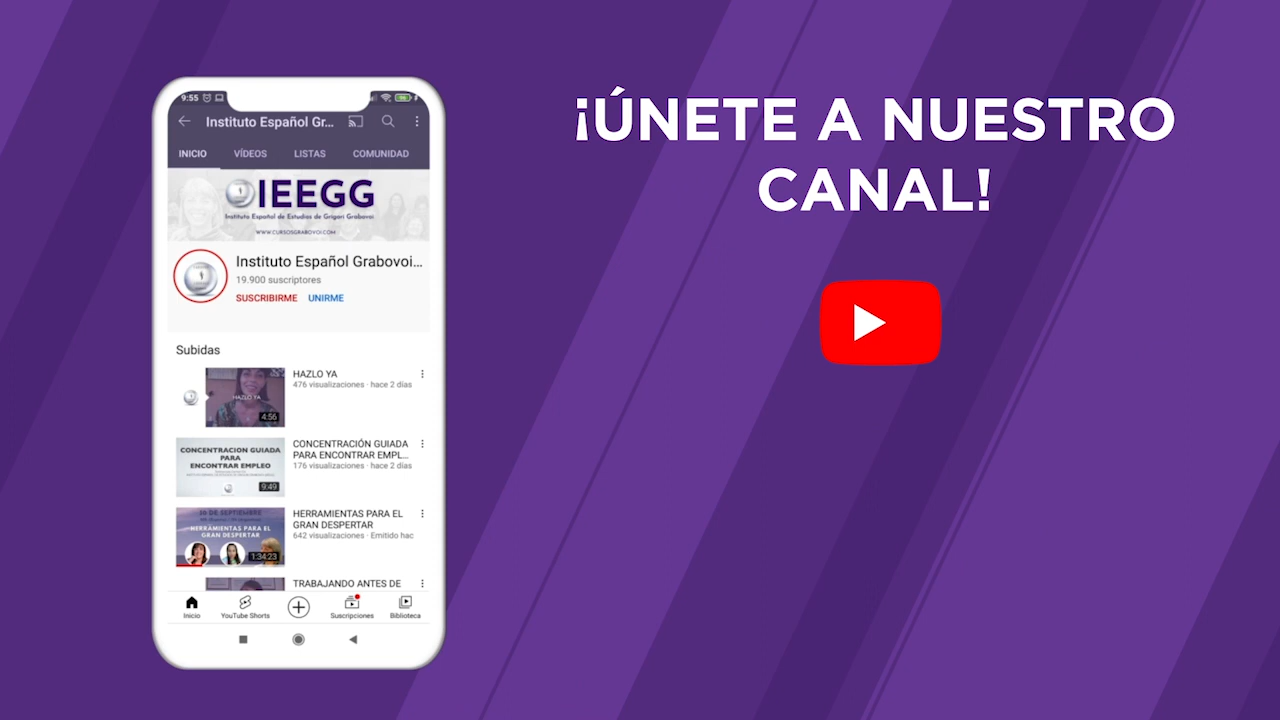 ¡ÚNETE A NUESTRO
CANAL!
9:55
Instituto Español Gr...
INICIO
VÍDEOS
LISTAS
COMUNIDAD
IEEGG
Instituto Español de Estudios de Grigori Grabovoi
WWW.CURSOSGRABOVOI.COM
Instituto Español Grabovoi...
19.900 suscriptores
SUSCRIBIRME UNIRME
Subidas
HAZLO YA
476 visualizaciones · hace 2 días
HAZLO YA
4:56
CONCENTRACIÓN GUIADA
PARA ENCONTRAR EMPL...
176 visualizaciones · hace 2 días
CONCENTRACION GUIADA
PARA
ENCONTRAR EMPLEO
9:49
HERRAMIENTAS PARA EL
GRAN DESPERTAR
642 visualizaciones · Emitido hac
30 DE SEPTIEMBRE
HERRAMIENTAS PARA EL
GRAN DESPERTAR
1:34:23
TRABAJANDO ANTES DE
Inicio
YouTube Shorts
Suscripciones
Biblioteca